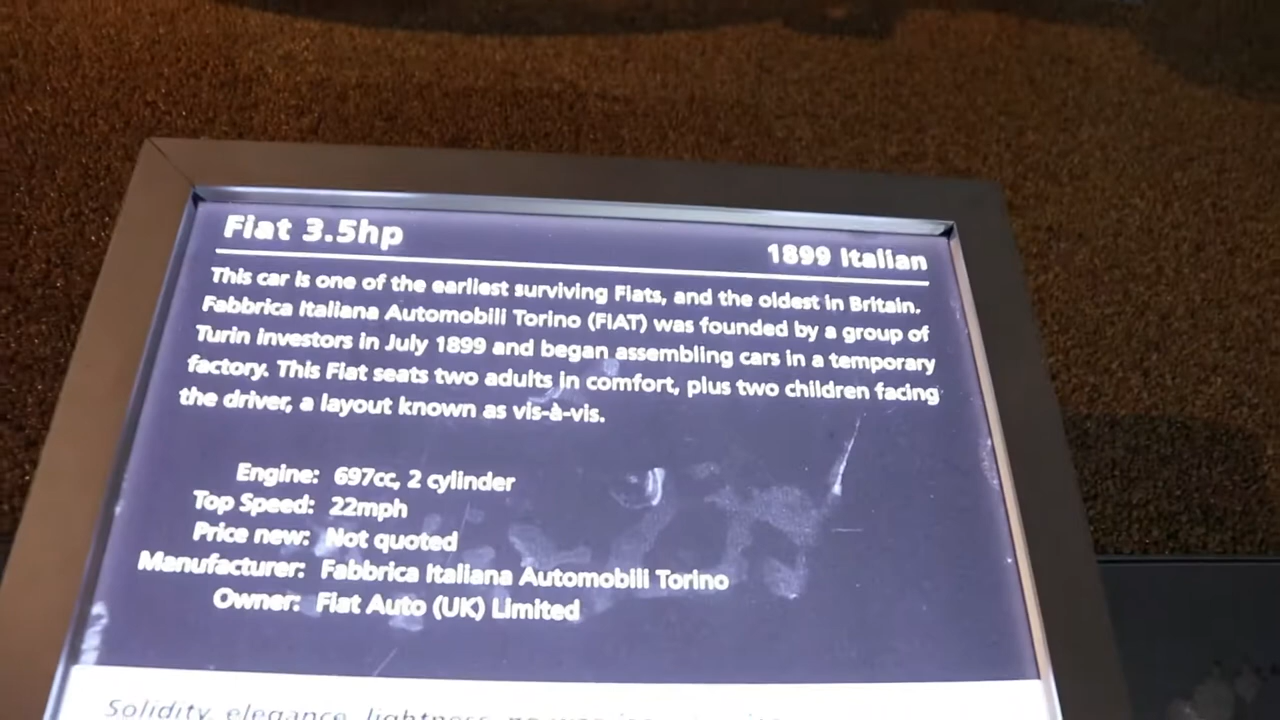 Fiat 3.5hp
1899 Italian
This car is one of the earliest surviving Fiats, and the oldest in Britain.
Fabbrica Italiana Automobili Torino (FIAT) was founded by a group of
Turin investors in July 1899 and began assembling cars in a temporary
factory. This Fiat seats two adults in comfort, plus two children facing
the driver, a layout known as vis-à-vis.
Engine: 697cc, 2 cylinder
Top Speed: 22mph
Price new: Not quoted
Manufacturer: Fabbrica Italiana Automobili Torino
Owner: Fiat Auto (UK) Limited
Solidity, elegance, lightness,